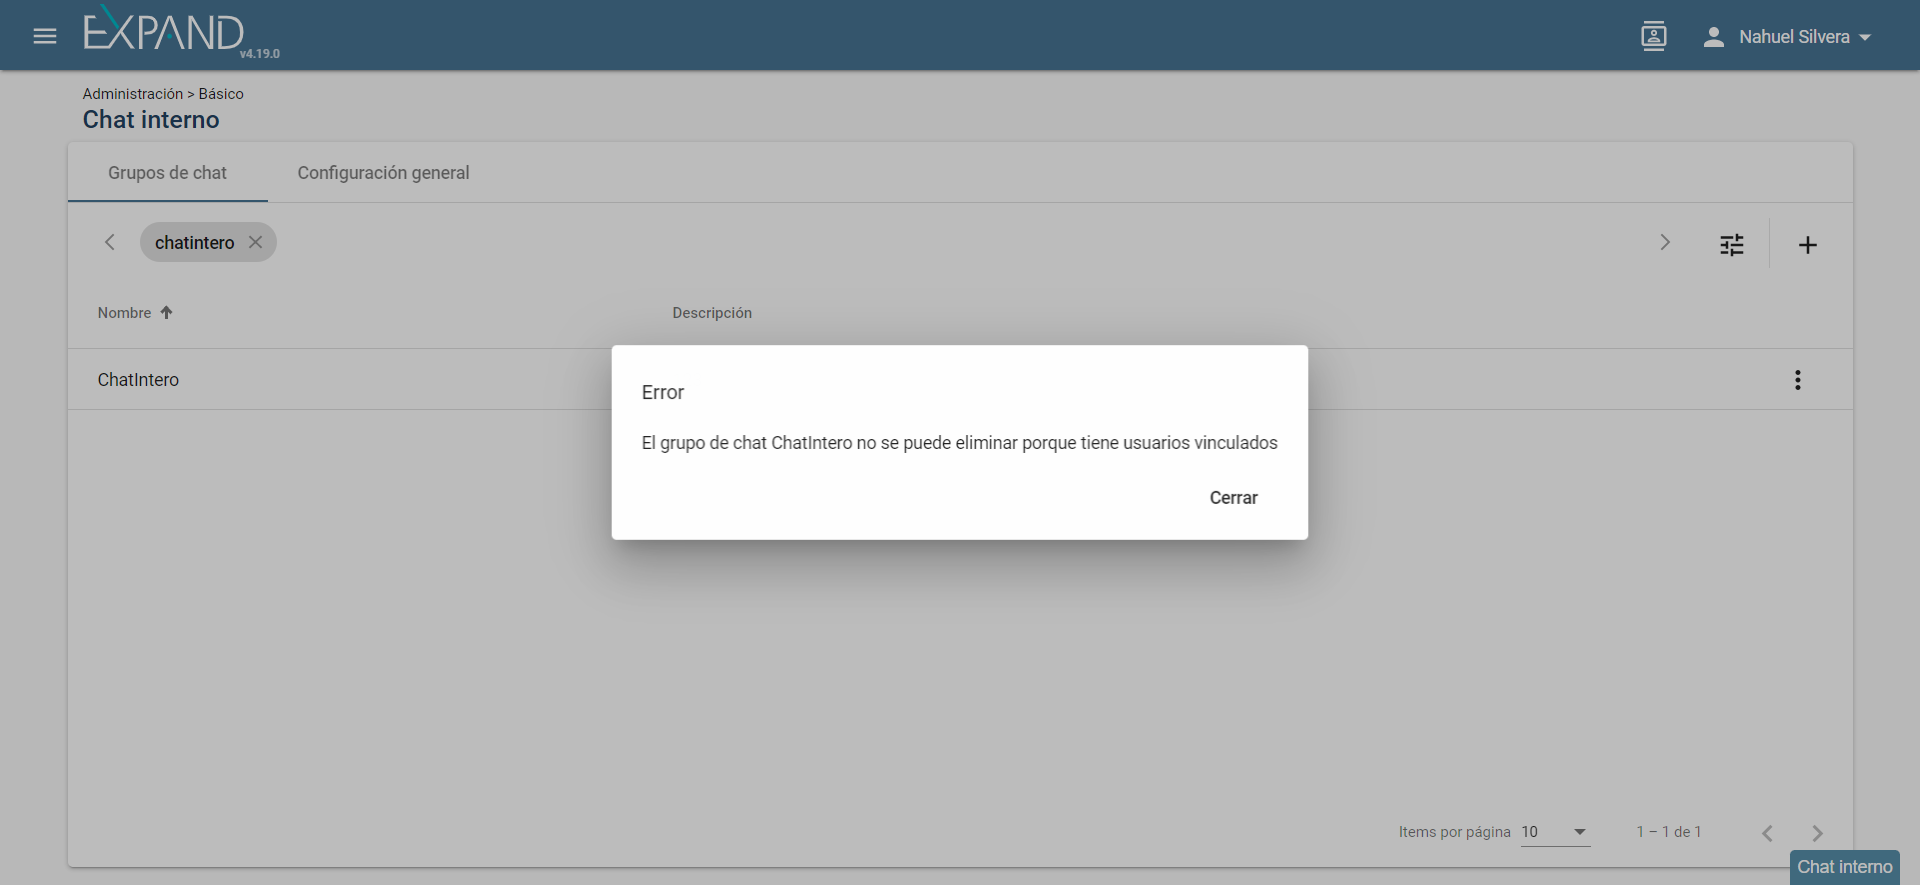 EXPAND
v4.19.0
Nahuel Silvera
Administración > Básico
Chat interno
Grupos de chat
Configuración general
chatintero
Nombre
Descripción
ChatIntero
Error
El grupo de chat ChatIntero no se puede eliminar porque tiene usuarios vinculados
Cerrar
Items por página
10
1 – 1 de 1
Chat interno